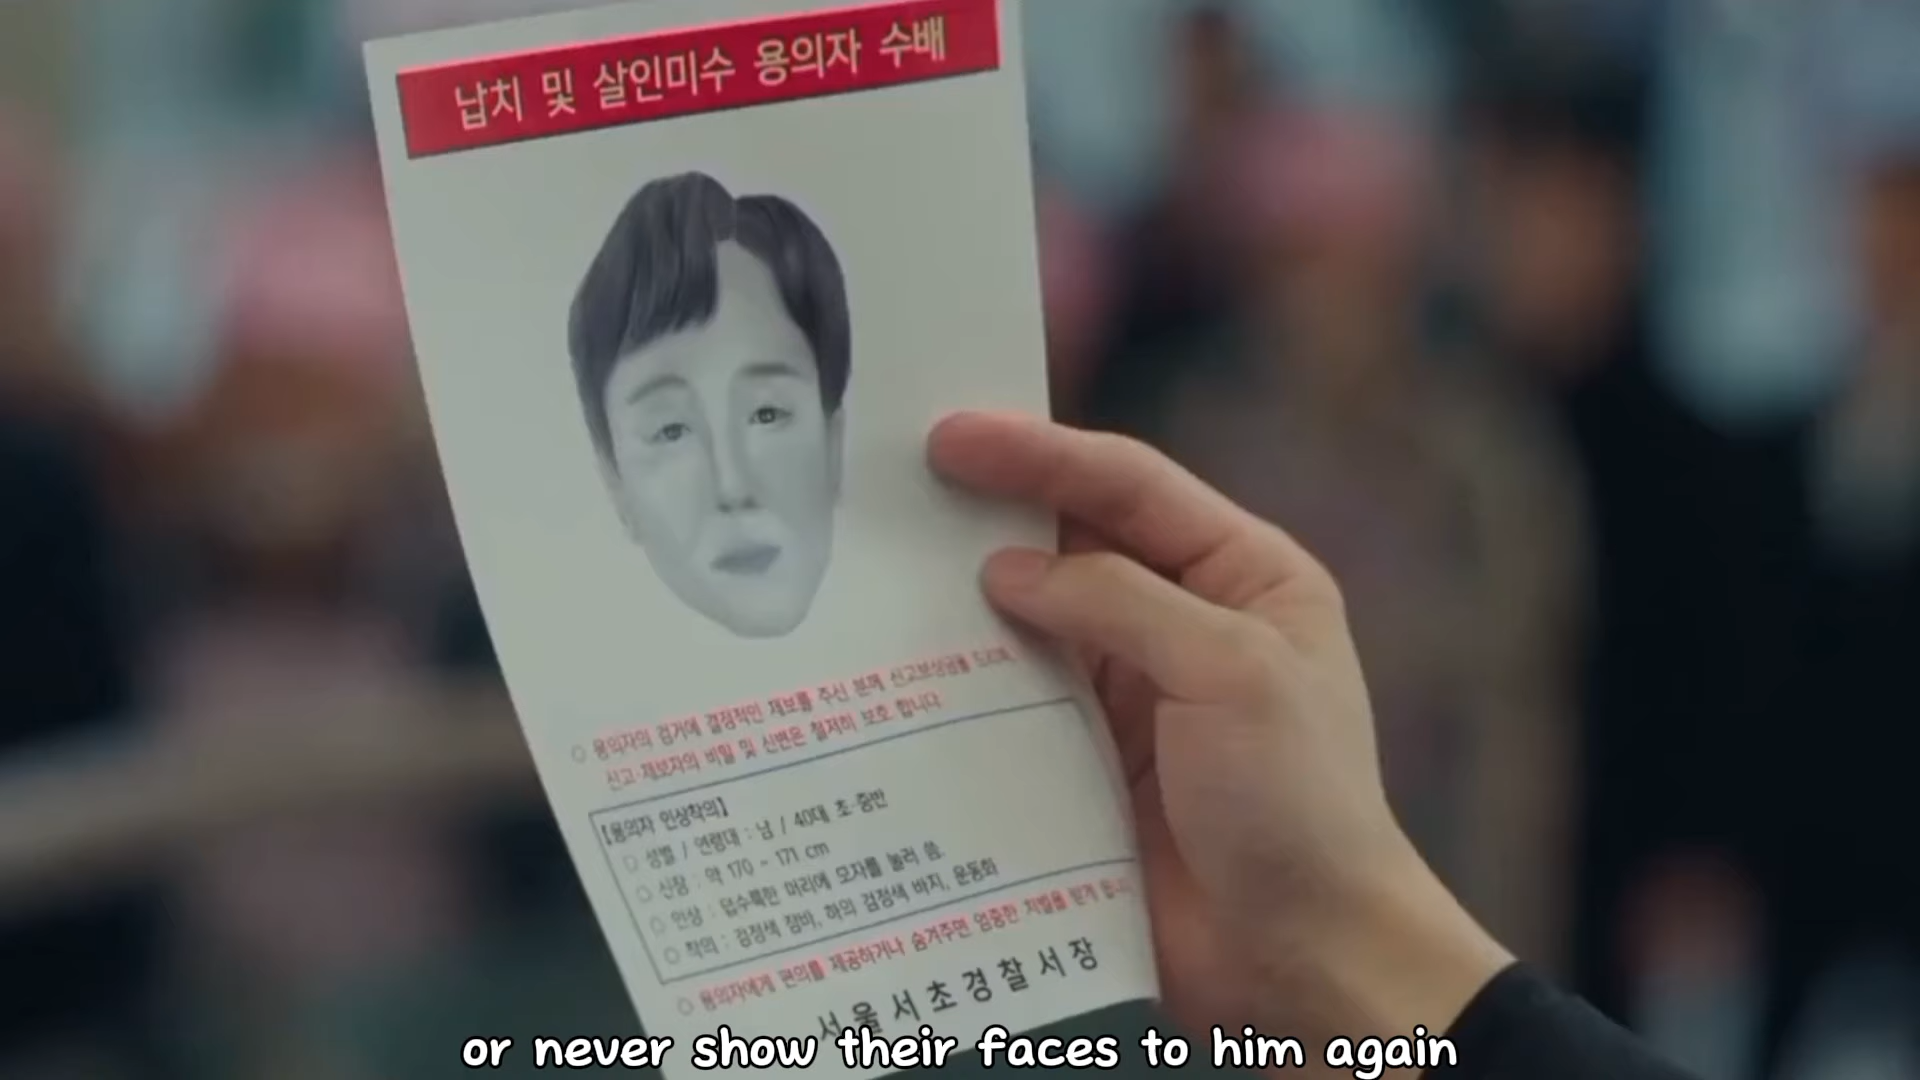 납치 및 살인미수 용의자 수배
○ 용의자의 검거에 결정적인 제보를 주신 분께 신고보상금을 드리며,
신고·제보자의 비밀 및 신변은 철저히 보호 합니다.
【용의자 인상착의】
○ 성별 / 연령대 : 남 / 40대 초·중반
○ 신장 : 약 170 ~ 171 cm
○ 인상 : 덥수룩한 머리에 모자를 눌러 씀.
○ 착의 : 검정색 잠바, 하의 검정색 바지, 운동화
○ 용의자에게 편의를 제공하거나 숨겨주면 엄중한 처벌을 받게 됩니다.
서울서초경찰서장
or never show their faces to him again